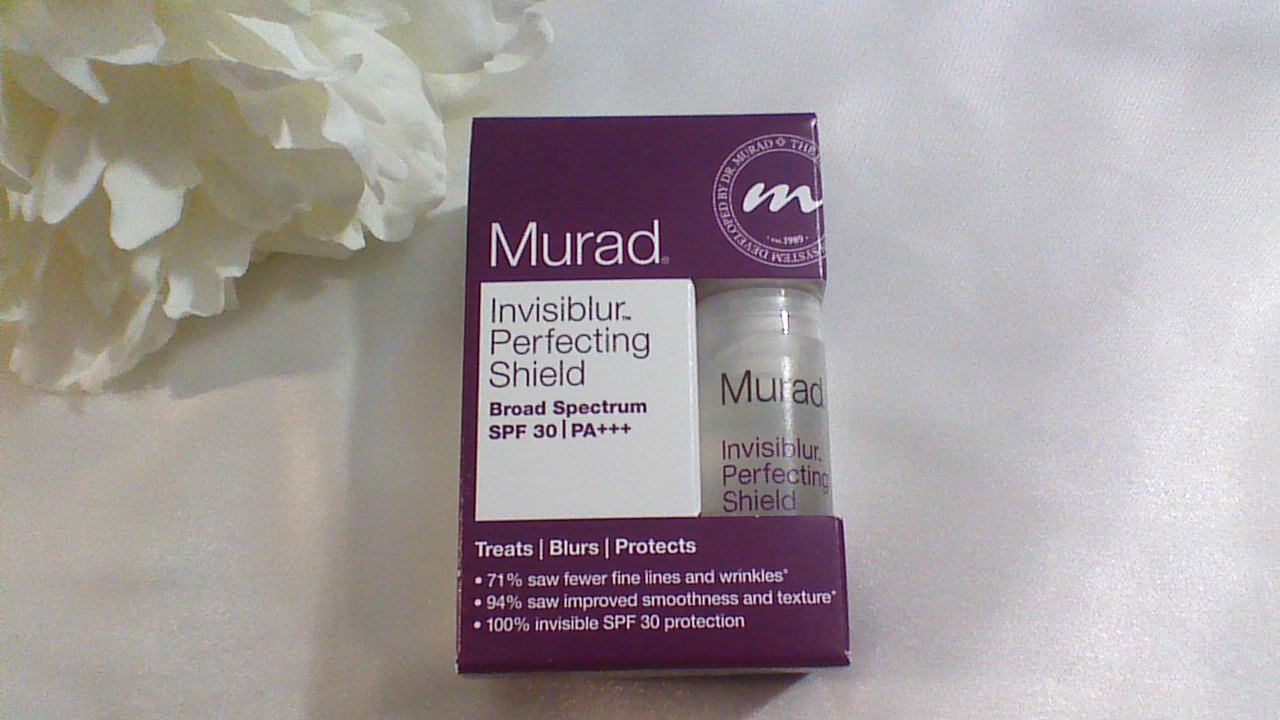 DEVELOPED BY DR. MURAD ❖ THE
SYSTEM
m
• est. 1989 •
Murad®
Invisiblur™
Perfecting
Shield
Broad Spectrum
SPF 30 | PA+++
Murad
Invisiblur™
Perfecting
Shield
Treats | Blurs | Protects
• 71% saw fewer fine lines and wrinkles*
• 94% saw improved smoothness and texture*
• 100% invisible SPF 30 protection